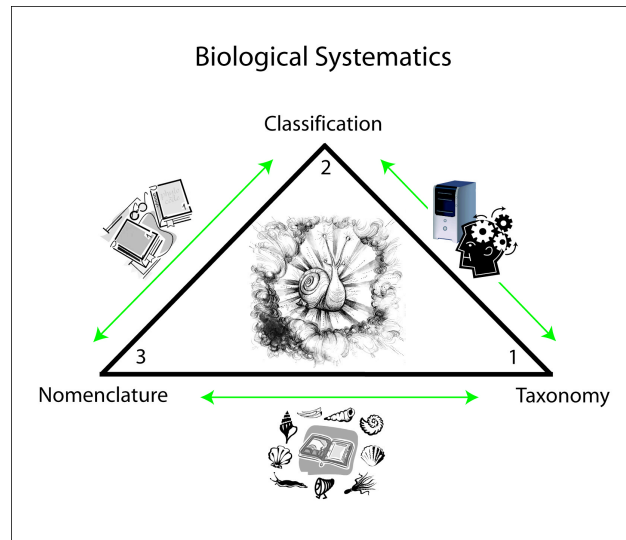 Biological Systematics
Classification
2
3
1
Nomenclature
Taxonomy